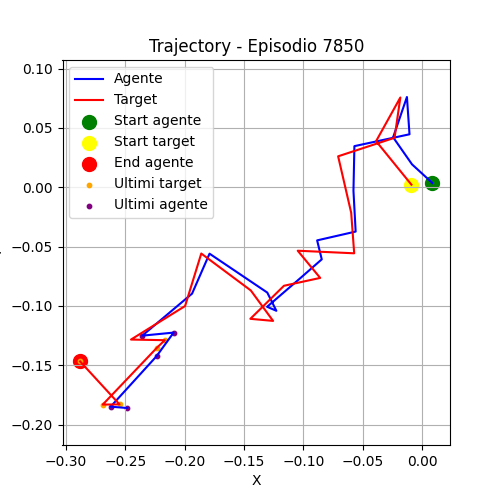 Trajectory - Episodio 7850
0.10
0.05
0.00
−0.05
−0.10
−0.15
−0.20
Agente
Target
Start agente
Start target
End agente
Ultimi target
Ultimi agente
−0.30 −0.25 −0.20 −0.15 −0.10 −0.05 0.00
X